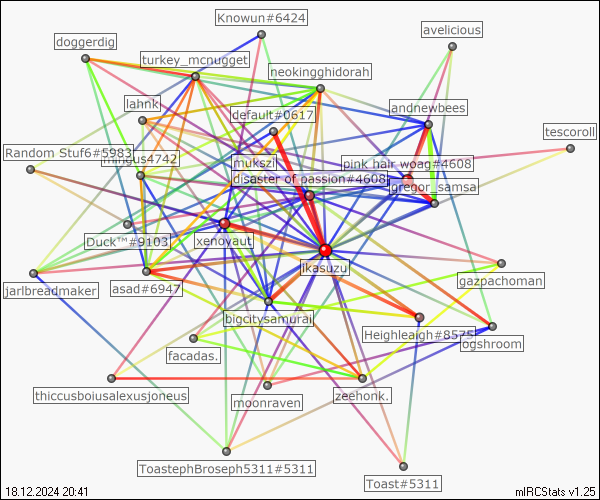 Knowun#6424
avelicious
doggerdig
turkey_mcnugget
neokingghidorah
lahnk
andnewbees
default#0617
tescoroll
Random Stuf6#5983
mingus4742
mukszi
pink hair woag#4608
disaster of passion#4608
gregor_samsa
Duck™#9103
xenoyaut
ikasuzu
gazpachoman
jarlbreadmaker
asad#6947
bigcitysamurai
Heighleaigh#8575
ogshroom
facadas.
thiccusboiusalexusjoneus
moonraven
zeehonk.
ToastephBroseph5311#5311
Toast#5311
18.12.2024 20:41
mIRCStats v1.25